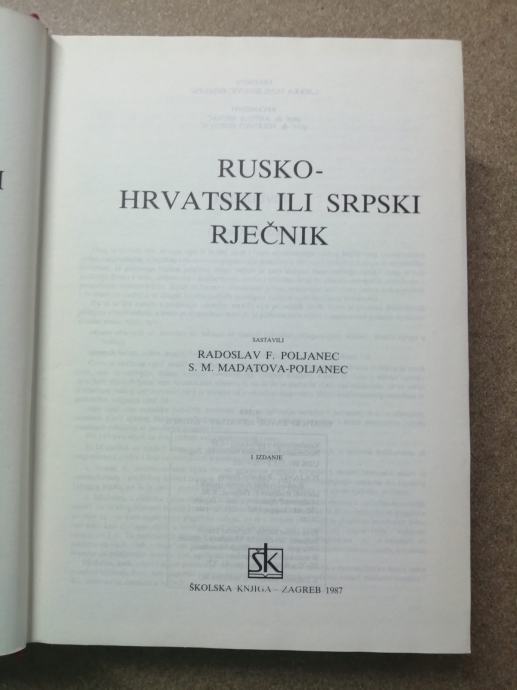 RUSKO-
HRVATSKI ILI SRPSKI
RJEČNIK
SASTAVILI
RADOSLAV F. POLJANEC
S. M. MADATOVA-POLJANEC
I IZDANJE
ŠK
ŠKOLSKA KNJIGA – ZAGREB 1987